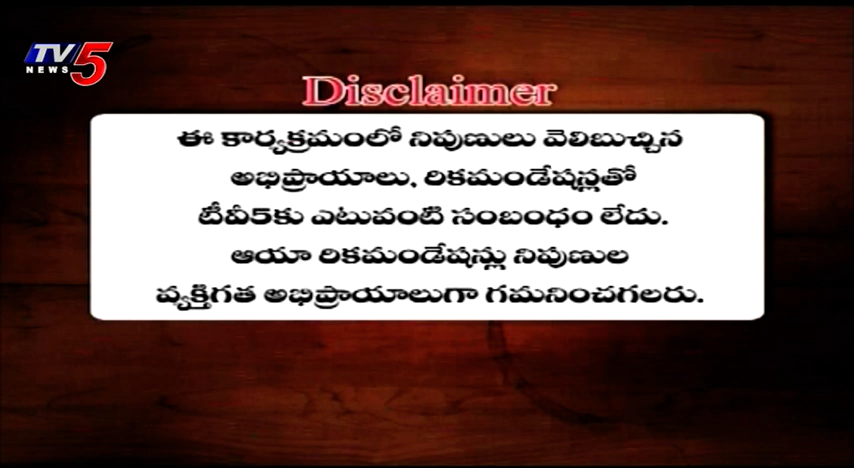 TV5
NEWS
Disclaimer
ఈ కార్యక్రమంలో నిపుణులు వెలిబుచ్చిన
అభిప్రాయాలు, రికమండేషన్లతో
టీవీ5కు ఎటువంటి సంబంధం లేదు.
ఆయా రికమండేషన్లు నిపుణుల
వ్యక్తిగత అభిప్రాయాలుగా గమనించగలరు.